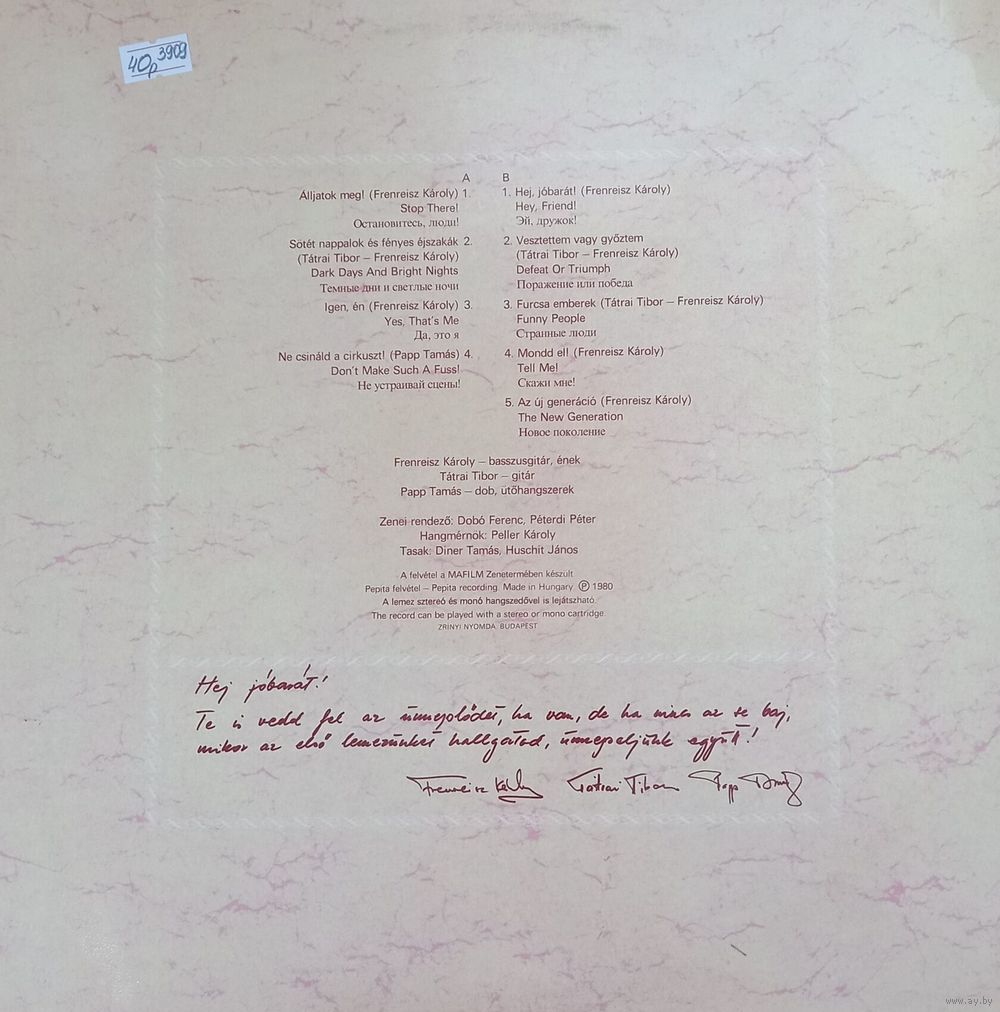 40р 3909
A
Álljatok meg! (Frenreisz Károly) 1.
Stop There!
Остановитесь, люди!
Sötét nappalok és fényes éjszakák 2.
(Tátrai Tibor – Frenreisz Károly)
Dark Days And Bright Nights
Темные дни и светлые ночи
Igen, én (Frenreisz Károly) 3.
Yes, That's Me
Да, это я
Ne csináld a cirkuszt! (Papp Tamás) 4.
Don't Make Such A Fuss!
Не устраивай сцены!
B
1. Hej, jóbarát! (Frenreisz Károly)
Hey, Friend!
Эй, дружок!
2. Vesztettem vagy győztem
(Tátrai Tibor – Frenreisz Károly)
Defeat Or Triumph
Поражение или победа
3. Furcsa emberek (Tátrai Tibor – Frenreisz Károly)
Funny People
Странные люди
4. Mondd el! (Frenreisz Károly)
Tell Me!
Скажи мне!
5. Az új generáció (Frenreisz Károly)
The New Generation
Новое поколение
Frenreisz Károly – basszusgitár, ének
Tátrai Tibor – gitár
Papp Tamás – dob, ütőhangszerek
Zenei rendező: Dobó Ferenc, Péterdi Péter
Hangmérnök: Peller Károly
Tasak: Diner Tamás, Huschit János
A felvétel a MAFILM Zenetermében készült
Pepita felvétel – Pepita recording. Made in Hungary Ⓟ 1980
A lemez sztereó és monó hangszedővel is lejátszható.
The record can be played with a stereo or mono cartridge.
ZRÍNYI NYOMDA. BUDAPEST
Hej jóbarát!
Te is vedd fel az ünneplődet, ha van, de ha nincs az se baj,
mikor az első lemezünket hallgatod, ünnepeljünk együtt!
Frenreisz Károly Tátrai Tibor Papp Tamás
www.ay.by